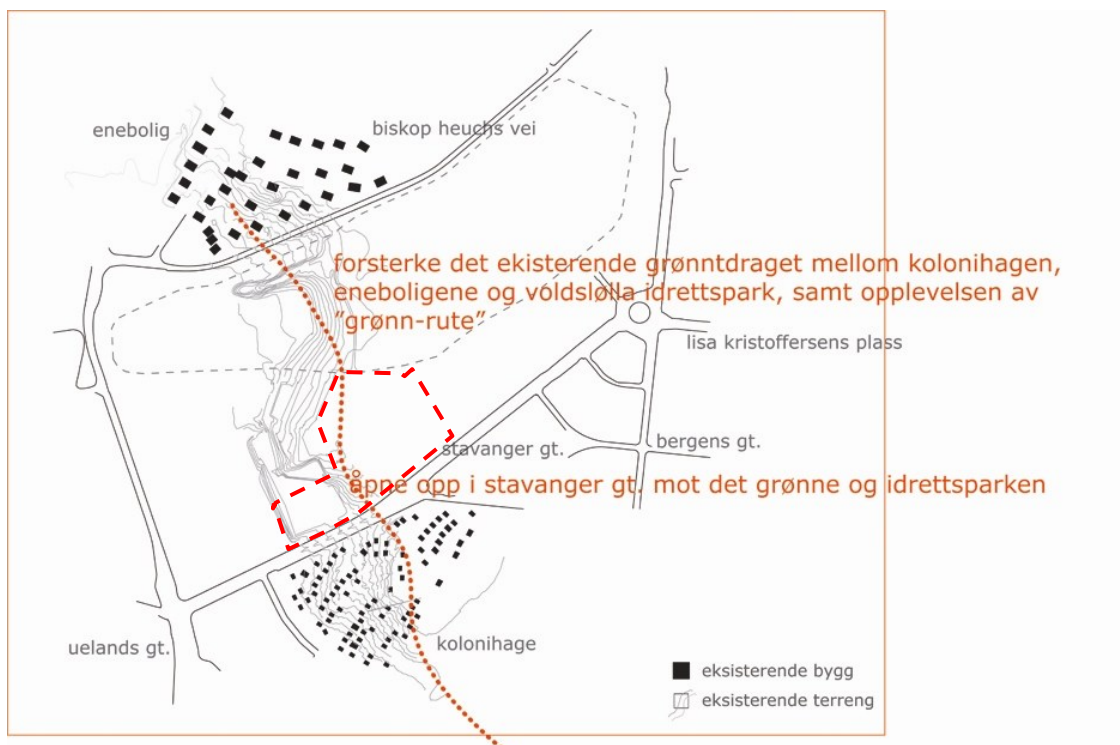 enebolig
biskop heuchs vei
forsterke det ekisterende grønntdraget mellom kolonihagen,
eneboligene og voldslølla idrettspark, samt opplevelsen av
"grønn-rute"
lisa kristoffersens plass
stavanger gt.
bergens gt.
åpne opp i stavanger gt. mot det grønne og idrettsparken
uelands gt.
kolonihage
eksisterende bygg
eksisterende terreng